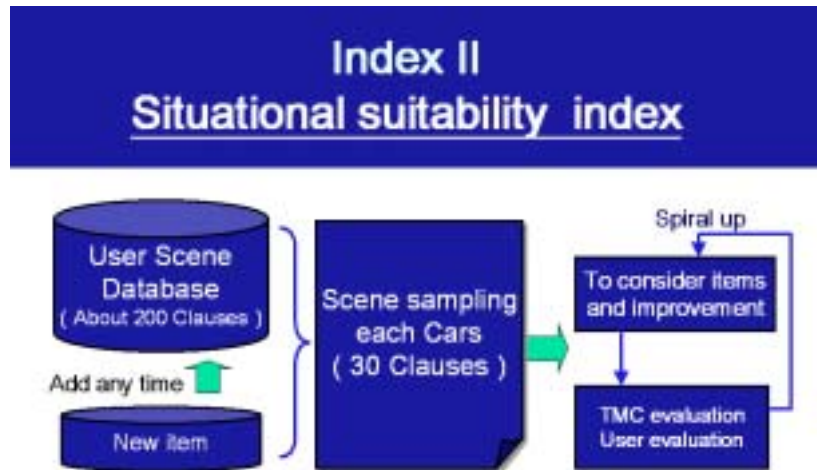 Index II
Situational suitability index
User Scene
Database
( About 200 Clauses )
Add any time
New item
Scene sampling
each Cars
( 30 Clauses )
Spiral up
To consider items
and improvement
TMC evaluation
User evaluation